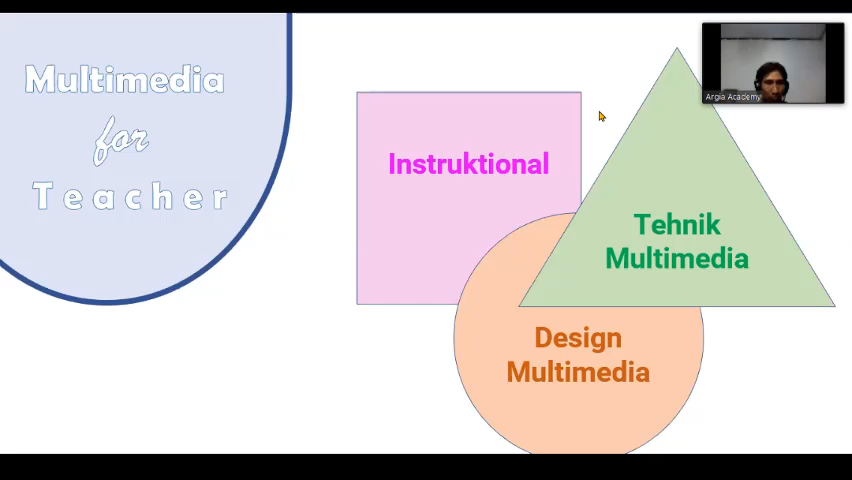 Multimedia
for
Teacher
Instruktional
Tehnik
Multimedia
Design
Multimedia
Argia Academy